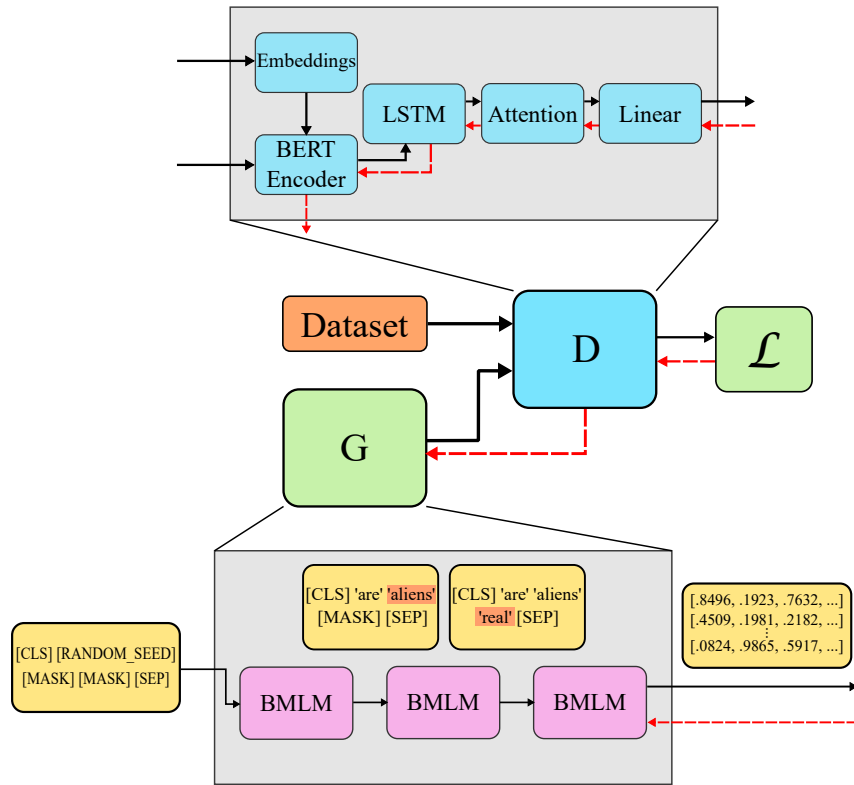 Embeddings
LSTM
Attention
Linear
BERT
Encoder
Dataset
D
ℒ
G
[CLS] 'are' 'aliens'
[MASK] [SEP]
[CLS] 'are' 'aliens'
'real' [SEP]
[.8496, .1923, .7632, ...]
[.4509, .1981, .2182, ...]
⋮
[.0824, .9865, .5917, ...]
[CLS] [RANDOM_SEED]
[MASK] [MASK] [SEP]
BMLM
BMLM
BMLM